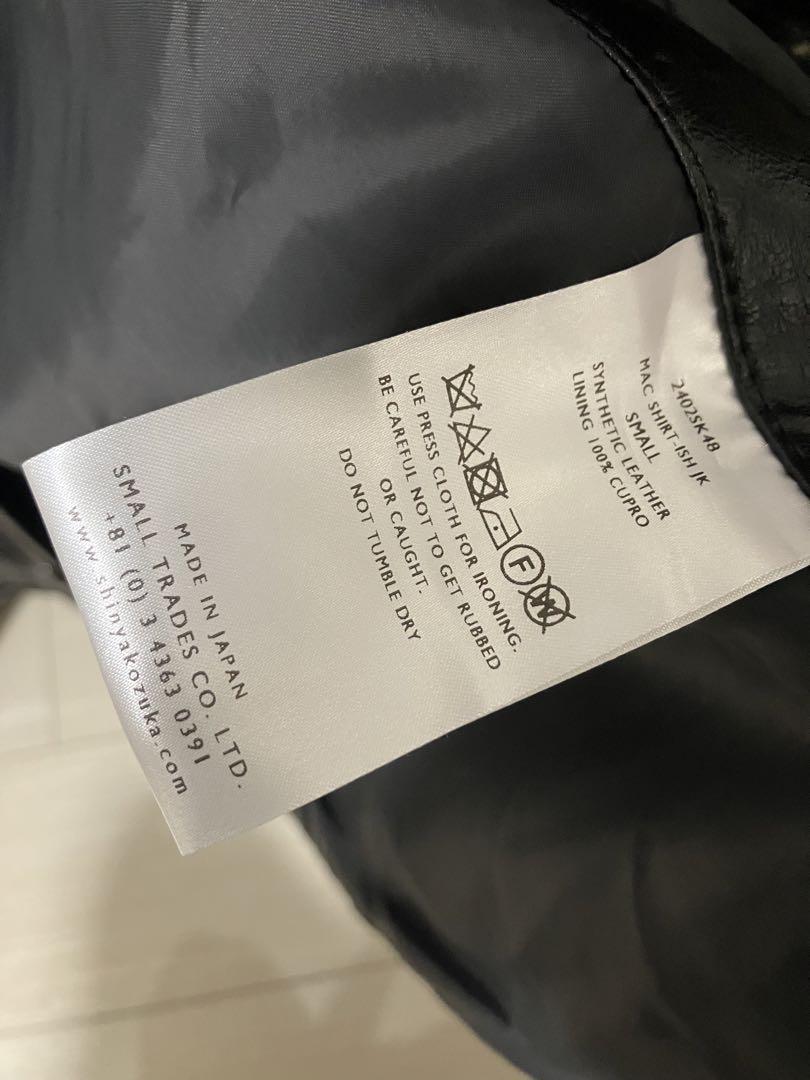 2402SK48
MAC SHIRT-ISH JK
SMALL
SYNTHETIC LEATHER
LINING 100% CUPRO
F
W
USE PRESS CLOTH FOR IRONING.
BE CAREFUL NOT TO GET RUBBED
OR CAUGHT.
DO NOT TUMBLE DRY
MADE IN JAPAN
SMALL TRADES CO. LTD.
+81 (0) 3 4363 0391
www.shinyakozuka.com